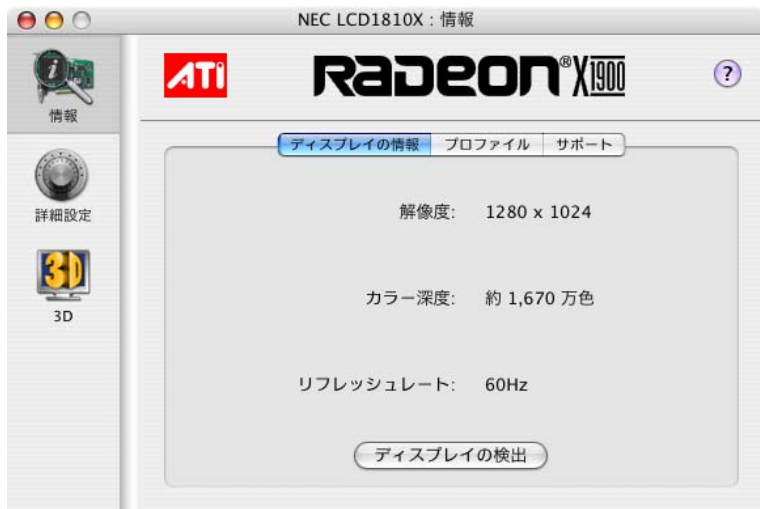 NEC LCD1810X : 情報
情報
詳細設定
3D
3D
ATI
RADEON® X1900
?
ディスプレイの情報 プロファイル サポート
解像度: 1280 x 1024
カラー深度: 約 1,670 万色
リフレッシュレート: 60Hz
ディスプレイの検出